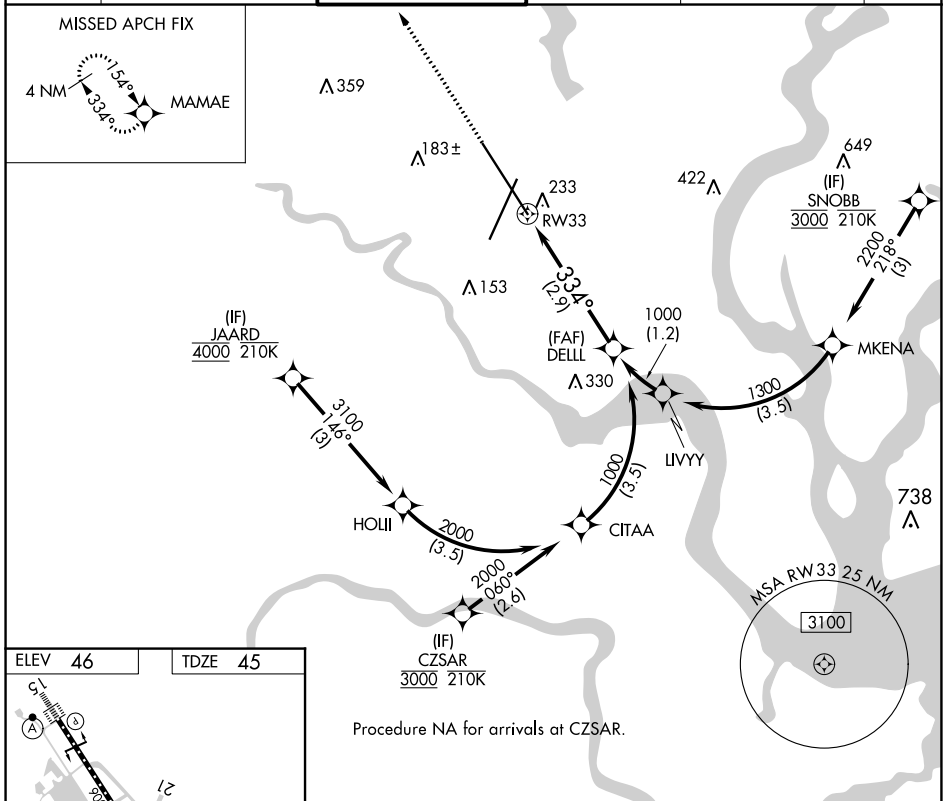 MISSED APCH FIX
4 NM
154°
334°
MAMAE
359
183±
233
RW33
422
649
(IF)
SNOBB
3000 210K
2200
218°
(3)
153
334°
(2.9)
1000
(1.2)
(FAF)
DELLL
MKENA
(IF)
JAARD
4000 210K
330
1300
(3.5)
3100
146°
(3)
LIVYY
1000
(3.5)
738
HOLII
2000
(3.5)
CITAA
2000
060°
(2.6)
MSA RW33 25 NM
3100
(IF)
CZSAR
3000 210K
ELEV 46
TDZE 45
15
A
P
Procedure NA for arrivals at CZSAR.
21